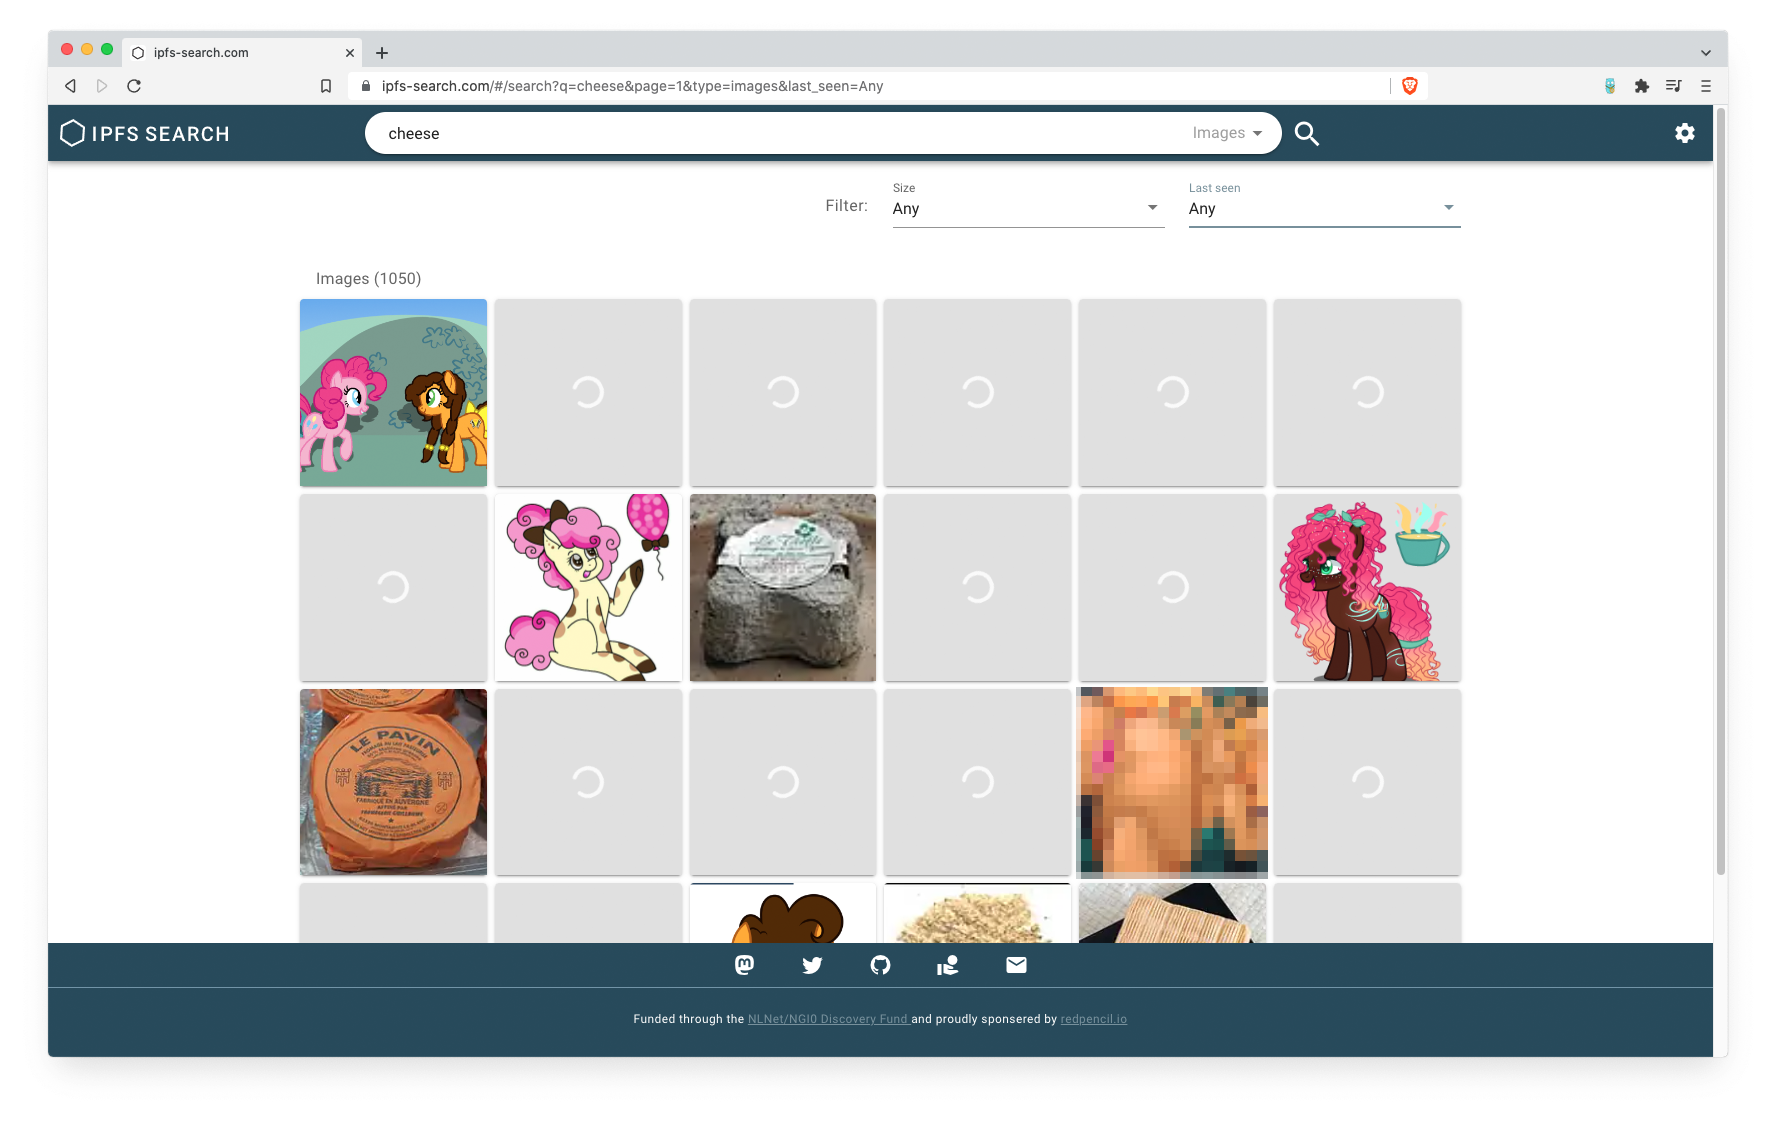 ipfs-search.com
ipfs-search.com/#/search?q=cheese&page=1&type=images&last_seen=Any
IPFS SEARCH
cheese
Images
Filter:
Size
Any
Last seen
Any
Images (1050)
LE PAVIN
FABRIQUÉ EN AUVERGNE
Funded through the NLNet/NGI0 Discovery Fund and proudly sponsered by redpencil.io